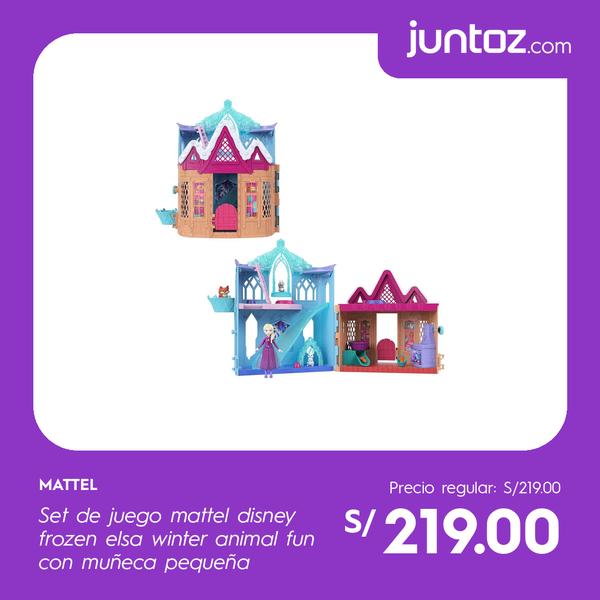 juntoz.com
MATTEL
Set de juego mattel disney
frozen elsa winter animal fun
con muñeca pequeña
Precio regular: S/219.00
S/ 219.00